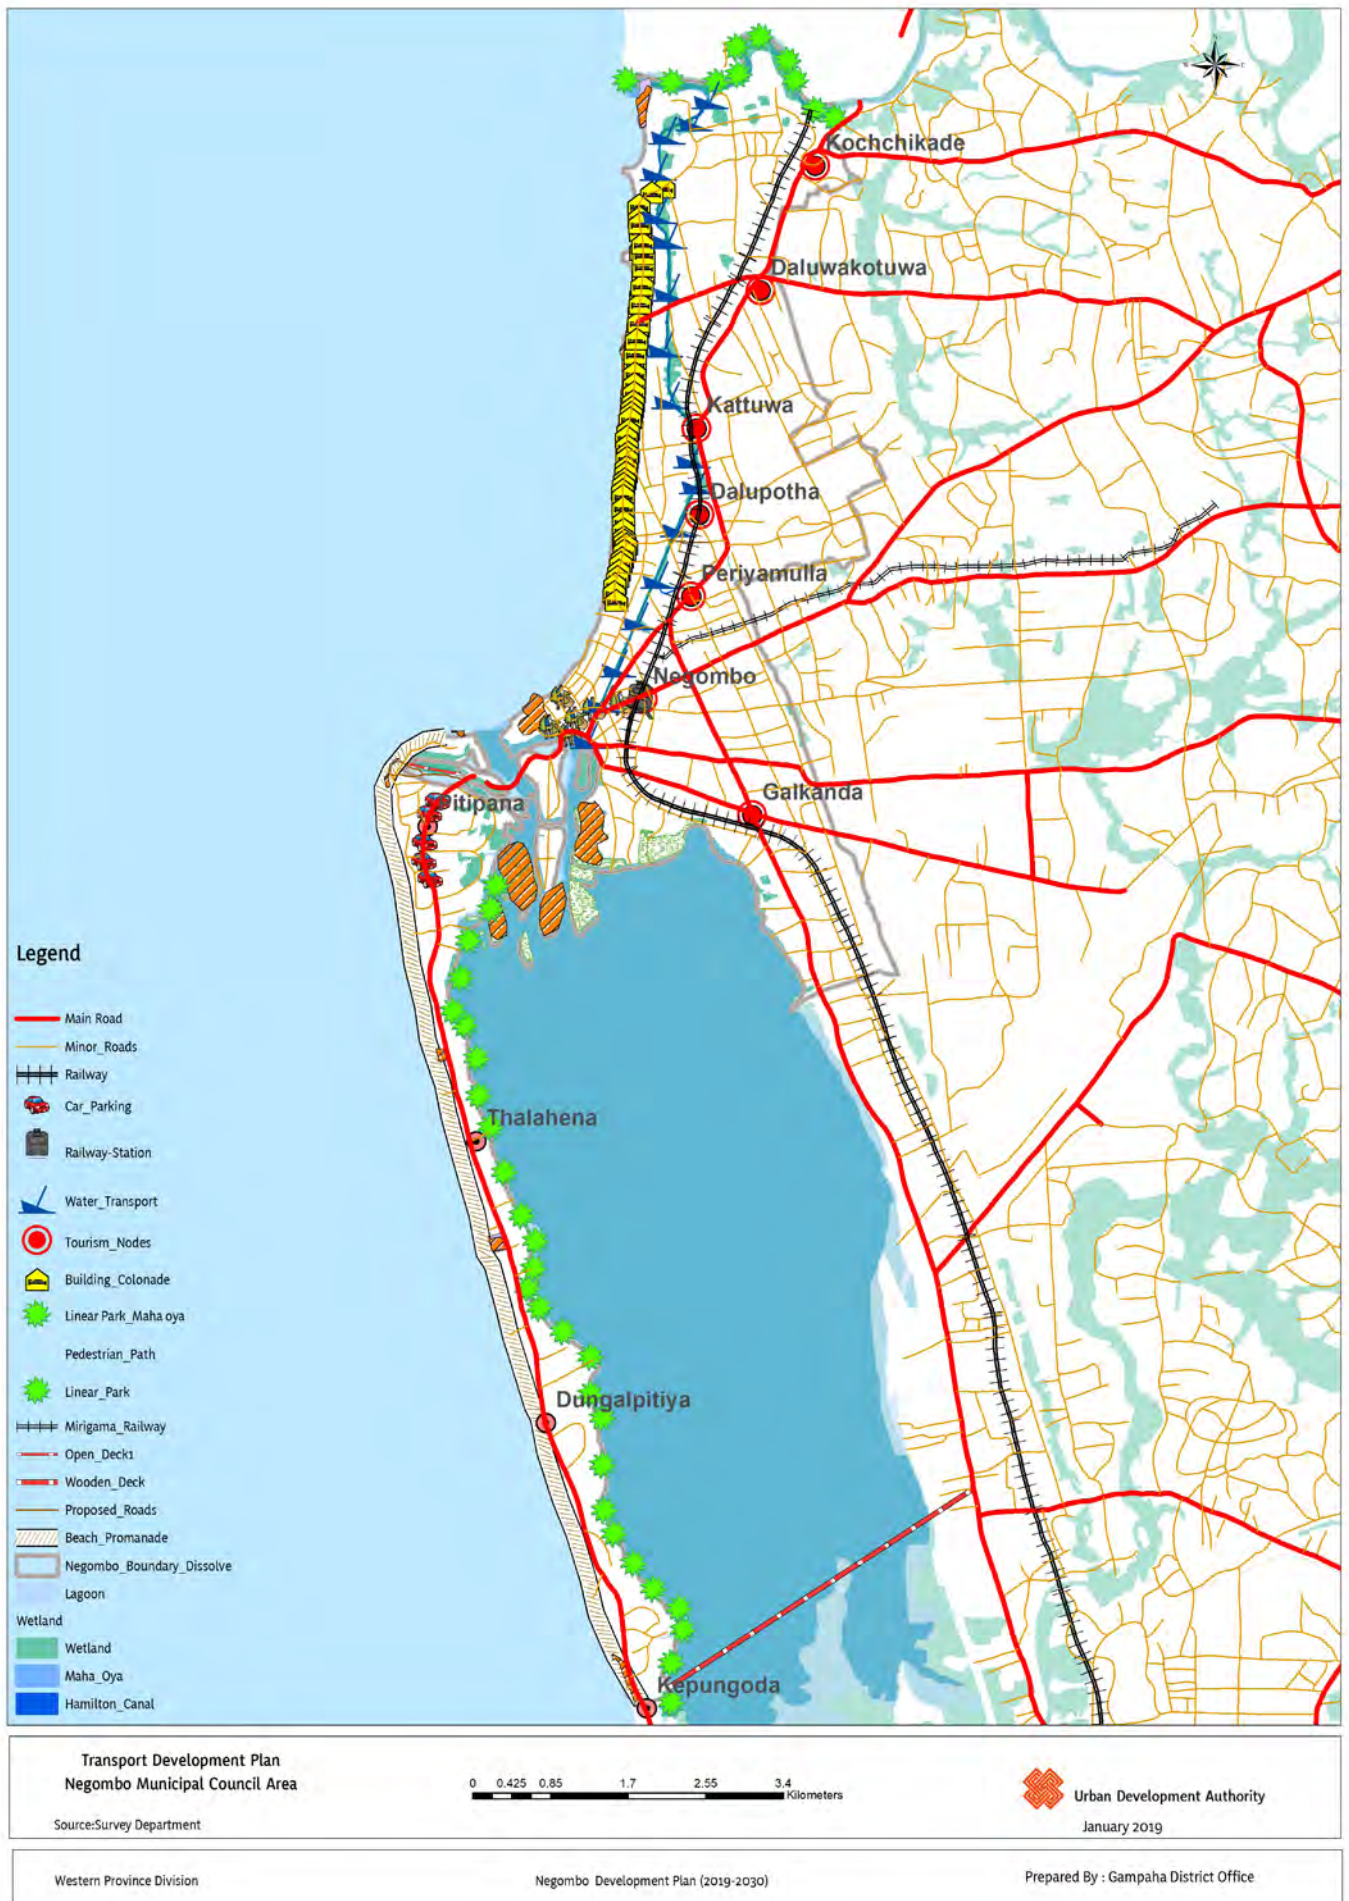 Kochchikade
Daluwakotuwa
Kattuwa
Dalupotha
Periyamulla
Negombo
Galkanda
Pitipana
Thalahena
Dungalpitiya
Kepungoda
Legend
Main Road
Minor_Roads
Railway
Car_Parking
Railway-Station
Water_Transport
Tourism_Nodes
Building_Colonade
Linear Park_Maha oya
Pedestrian_Path
Linear_Park
Mirigama_Railway
Open_Deck1
Wooden_Deck
Proposed_Roads
Beach_Promanade
Negombo_Boundary_Dissolve
Lagoon
Wetland
Wetland
Maha_Oya
Hamilton_Canal
Transport Development Plan
Negombo Municipal Council Area
Source:Survey Department
0 0.425 0.85 1.7 2.55 3.4
Kilometers
Urban Development Authority
January 2019
Western Province Division
Negombo Development Plan (2019-2030)
Prepared By : Gampaha District Office